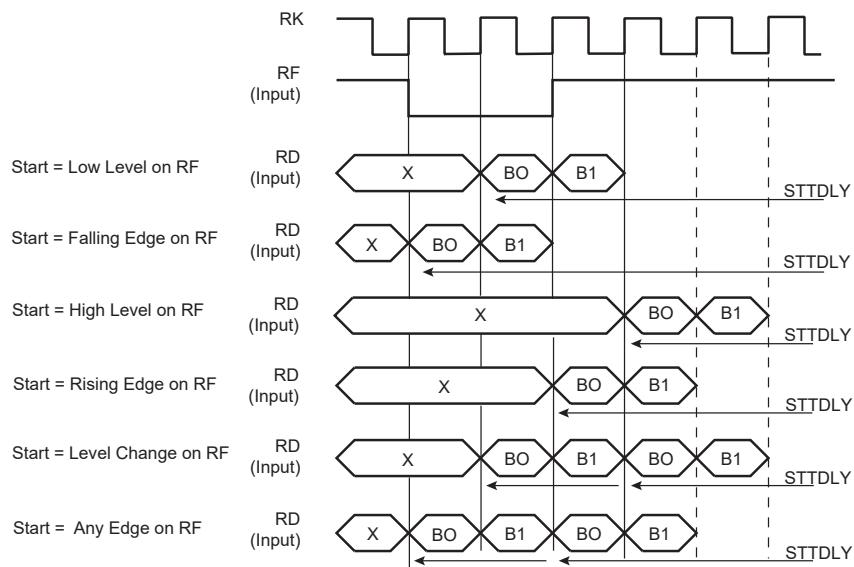 RK
RF
(Input)
Start = Low Level on RF
RD
(Input)
X
BO
B1
STTDLY
Start = Falling Edge on RF
RD
(Input)
X
BO
B1
STTDLY
Start = High Level on RF
RD
(Input)
X
BO
B1
STTDLY
Start = Rising Edge on RF
RD
(Input)
X
BO
B1
STTDLY
Start = Level Change on RF
RD
(Input)
X
BO
B1
BO
B1
STTDLY
Start = Any Edge on RF
RD
(Input)
X
BO
B1
BO
B1
STTDLY